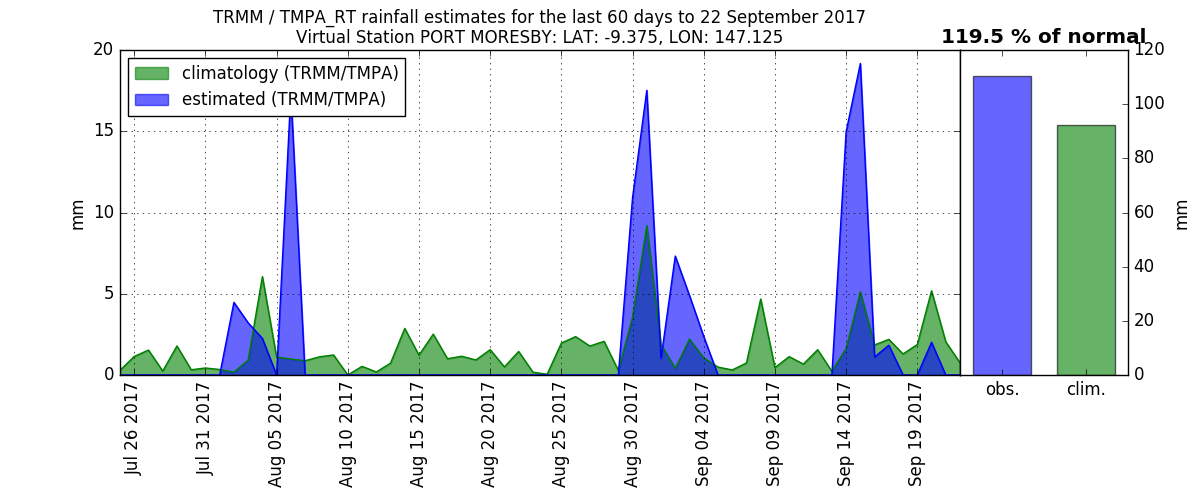 TRMM / TMPA_RT rainfall estimates for the last 60 days to 22 September 2017
Virtual Station PORT MORESBY: LAT: -9.375, LON: 147.125
119.5 % of normal
climatology (TRMM/TMPA)
estimated (TRMM/TMPA)
20
15
10
5
0
mm
120
100
80
60
40
20
0
mm
Jul 26 2017
Jul 31 2017
Aug 05 2017
Aug 10 2017
Aug 15 2017
Aug 20 2017
Aug 25 2017
Aug 30 2017
Sep 04 2017
Sep 09 2017
Sep 14 2017
Sep 19 2017
obs.
clim.